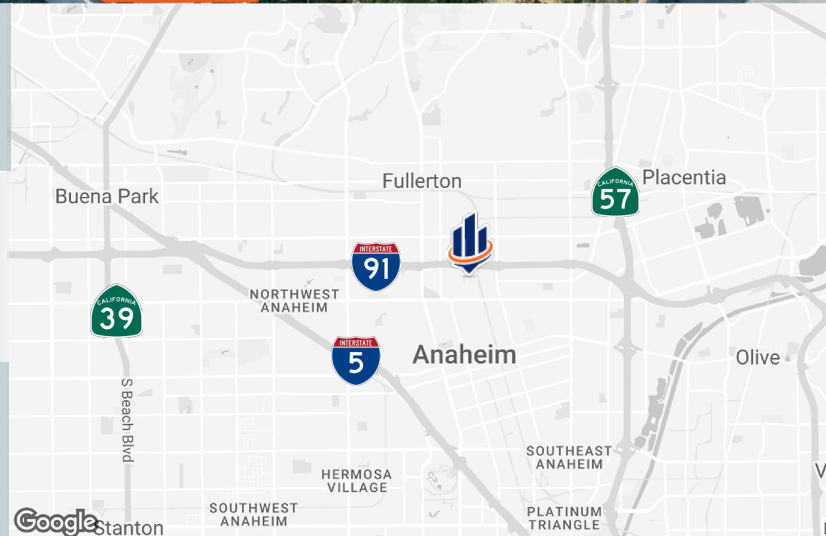 Fullerton
Placentia
CALIFORNIA
57
Buena Park
INTERSTATE
91
NORTHWEST
ANAHEIM
CALIFORNIA
39
INTERSTATE
5
Anaheim
Olive
S Beach Blvd
SOUTHEAST
ANAHEIM
HERMOSA
VILLAGE
SOUTHWEST
ANAHEIM
PLATINUM
TRIANGLE
Google
Stanton
V